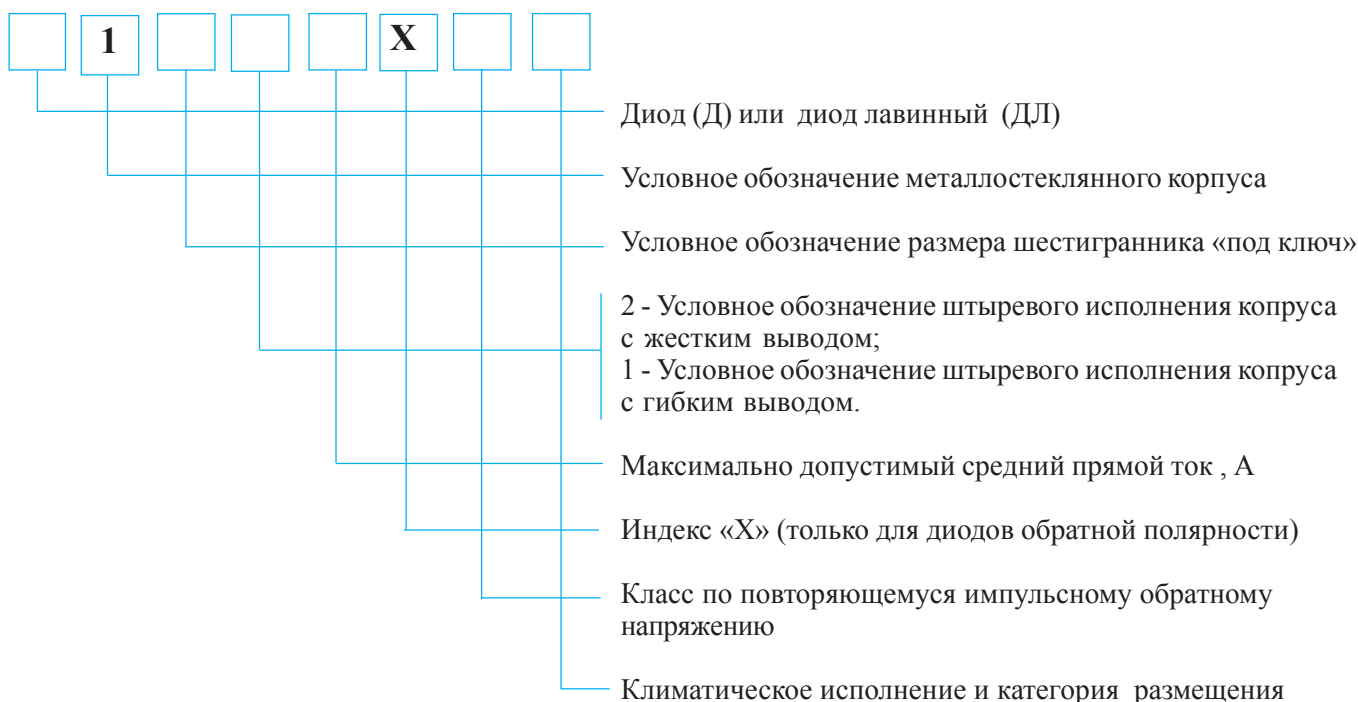 1 X
Диод (Д) или диод лавинный (ДЛ)
Условное обозначение металлостеклянного корпуса
Условное обозначение размера шестигранника «под ключ»
2 - Условное обозначение штыревого исполнения копруса
с жестким выводом;
1 - Условное обозначение штыревого исполнения копруса
с гибким выводом.
Максимально допустимый средний прямой ток , А
Индекс «Х» (только для диодов обратной полярности)
Класс по повторяющемуся импульсному обратному
напряжению
Климатическое исполнение и категория размещения